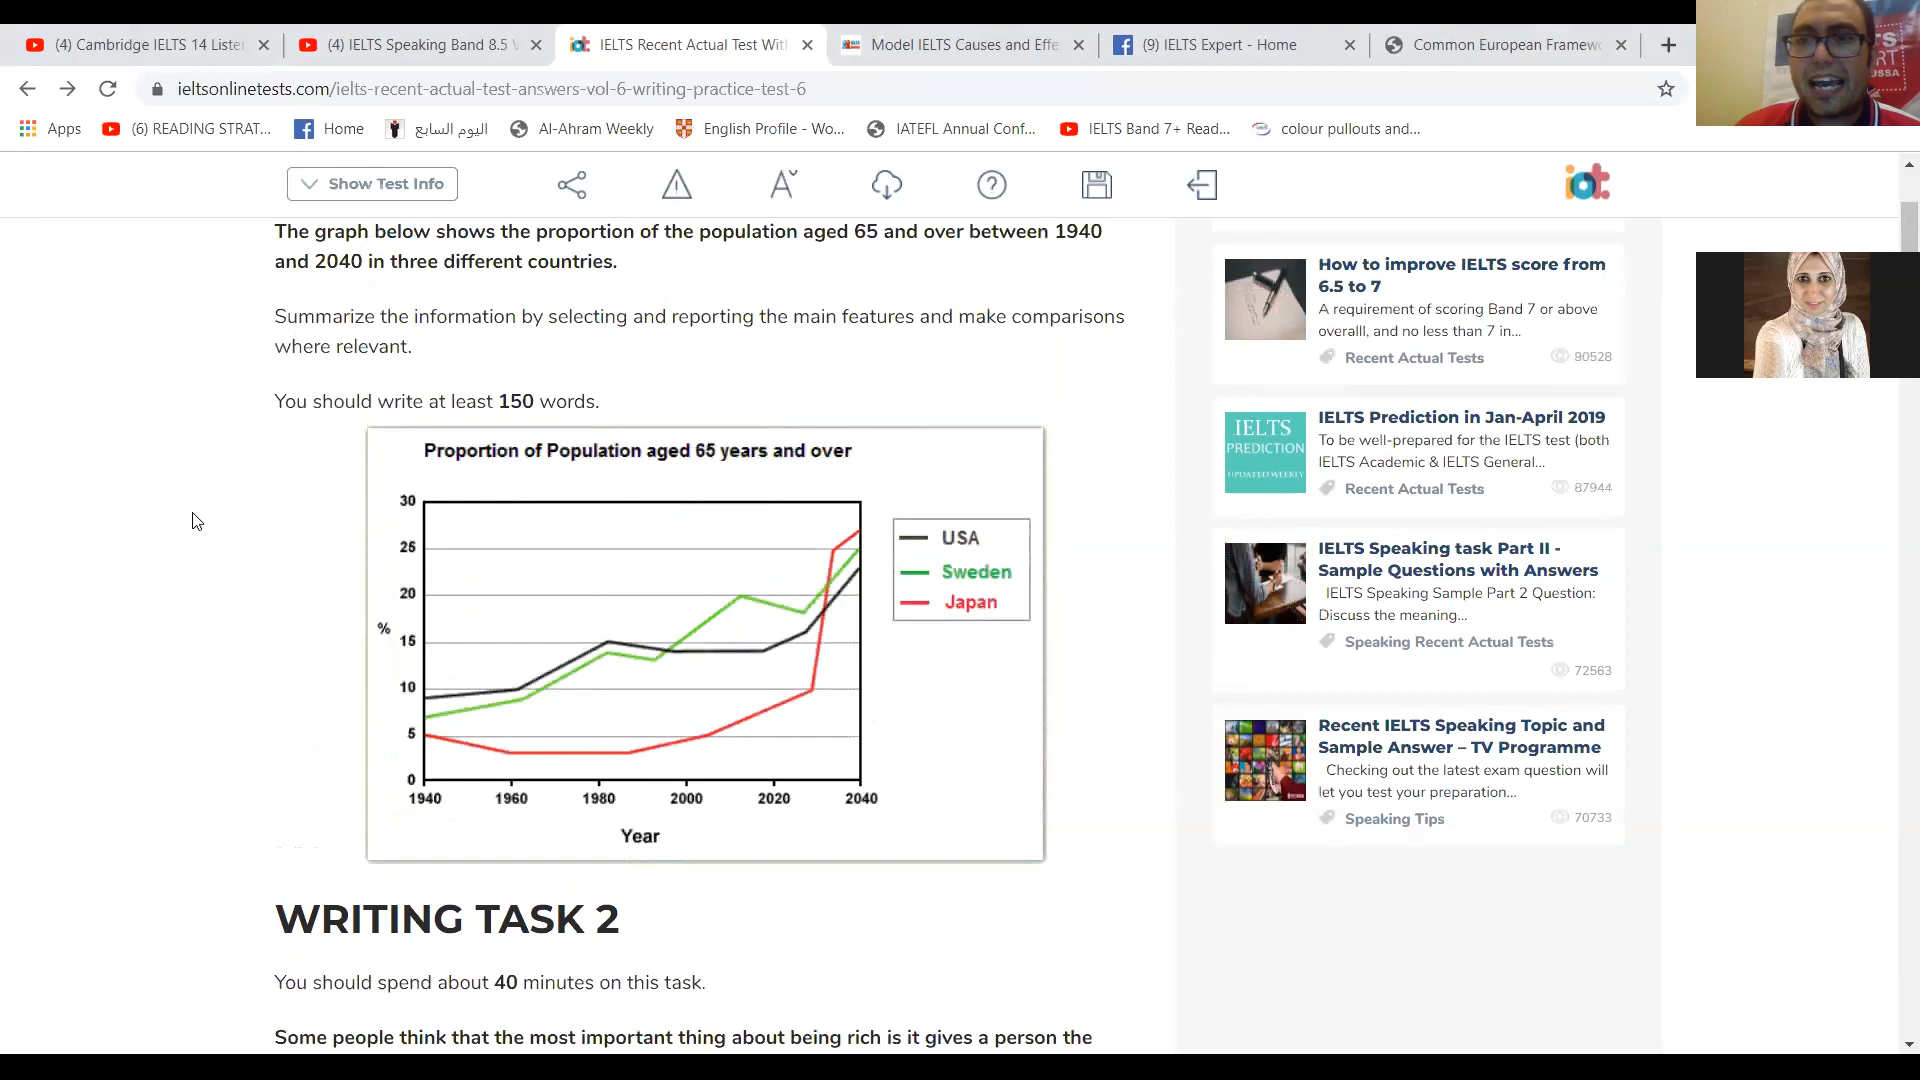 (4) Cambridge IELTS 14 Liste
(4) IELTS Speaking Band 8.5
IELTS Recent Actual Test Wit
Model IELTS Causes and Effe
(9) IELTS Expert - Home
Common European Framew
ieltsonlinetests.com/ielts-recent-actual-test-answers-vol-6-writing-practice-test-6
Apps
(6) READING STRAT...
Home
اليوم السابع
Al-Ahram Weekly
English Profile - Wo...
IATEFL Annual Conf...
IELTS Band 7+ Read...
colour pullouts and...
Show Test Info
iot
The graph below shows the proportion of the population aged 65 and over between 1940
and 2040 in three different countries.
Summarize the information by selecting and reporting the main features and make comparisons
where relevant.
You should write at least 150 words.
Proportion of Population aged 65 years and over
30
25
20
15
10
5
0
%
1940 1960 1980 2000 2020 2040
Year
USA
Sweden
Japan
WRITING TASK 2
You should spend about 40 minutes on this task.
Some people think that the most important thing about being rich is it gives a person the
How to improve IELTS score from
6.5 to 7
A requirement of scoring Band 7 or above
overalll, and no less than 7 in...
Recent Actual Tests
90528
IELTS
PREDICTION
UPDATED WEEKLY
IELTS Prediction in Jan-April 2019
To be well-prepared for the IELTS test (both
IELTS Academic & IELTS General...
Recent Actual Tests
87944
IELTS Speaking task Part II -
Sample Questions with Answers
IELTS Speaking Sample Part 2 Question:
Discuss the meaning...
Speaking Recent Actual Tests
72563
Recent IELTS Speaking Topic and
Sample Answer – TV Programme
Checking out the latest exam question will
let you test your preparation...
Speaking Tips
70733